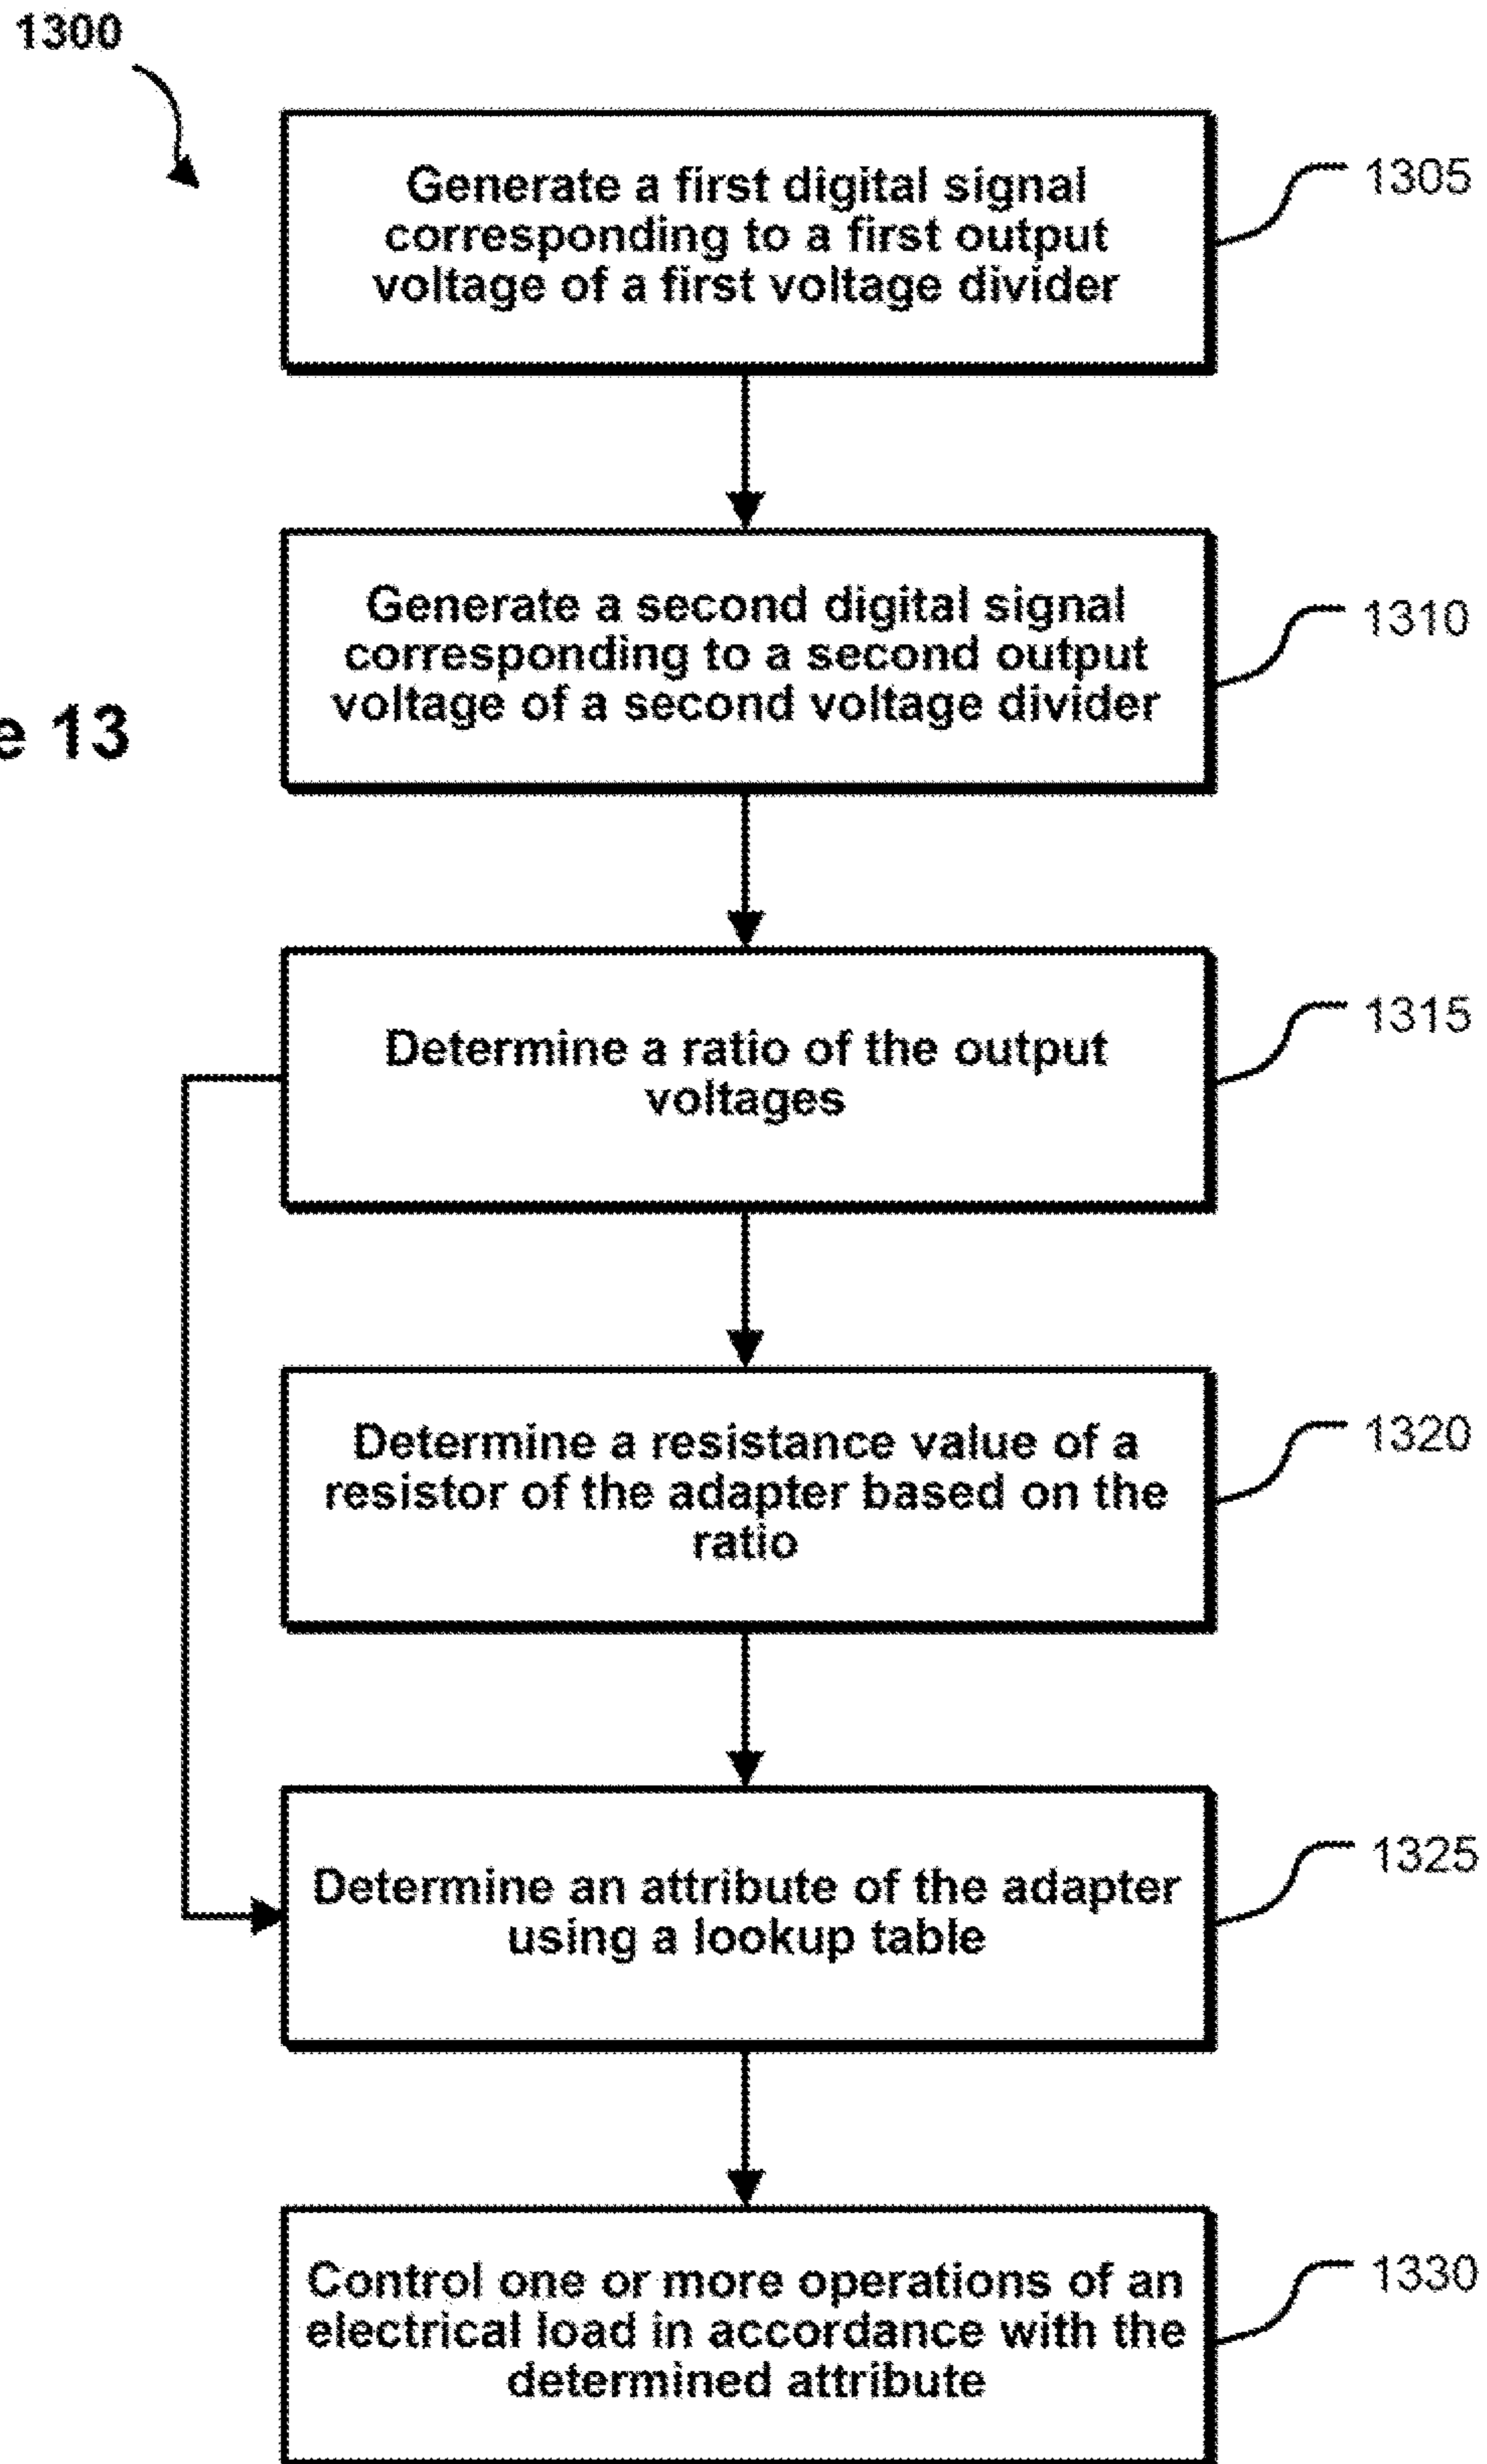 1300
Generate a first digital signal
corresponding to a first output
voltage of a first voltage divider
1305
Generate a second digital signal
corresponding to a second output
voltage of a second voltage divider
1310
e 13
Determine a ratio of the output
voltages
1315
Determine a resistance value of a
resistor of the adapter based on the
ratio
1320
Determine an attribute of the adapter
using a lookup table
1325
Control one or more operations of an
electrical load in accordance with the
determined attribute
1330